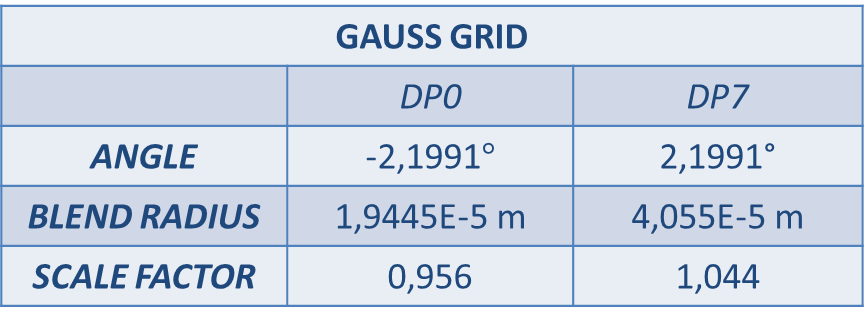 GAUSS GRID
DP0 DP7
ANGLE -2,1991° 2,1991°
BLEND RADIUS 1,9445E-5 m 4,055E-5 m
SCALE FACTOR 0,956 1,044